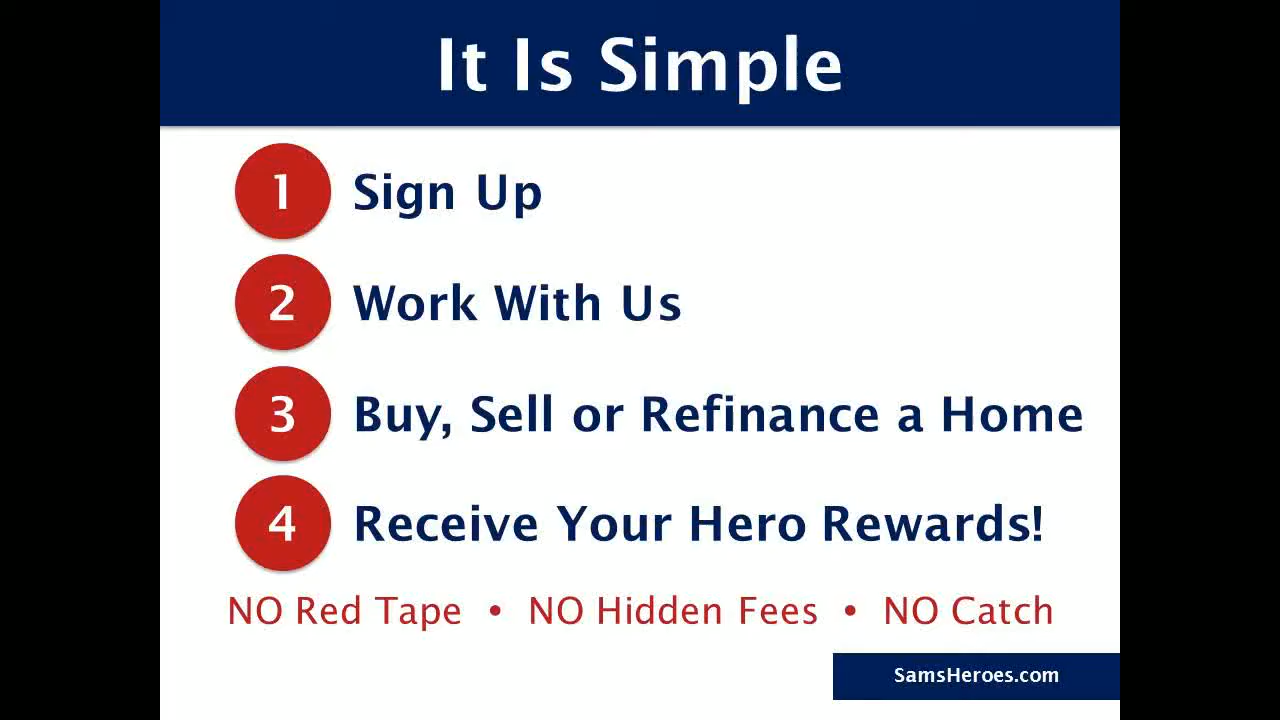 It Is Simple
1 Sign Up
2 Work With Us
3 Buy, Sell or Refinance a Home
4 Receive Your Hero Rewards!
NO Red Tape • NO Hidden Fees • NO Catch
SamsHeroes.com